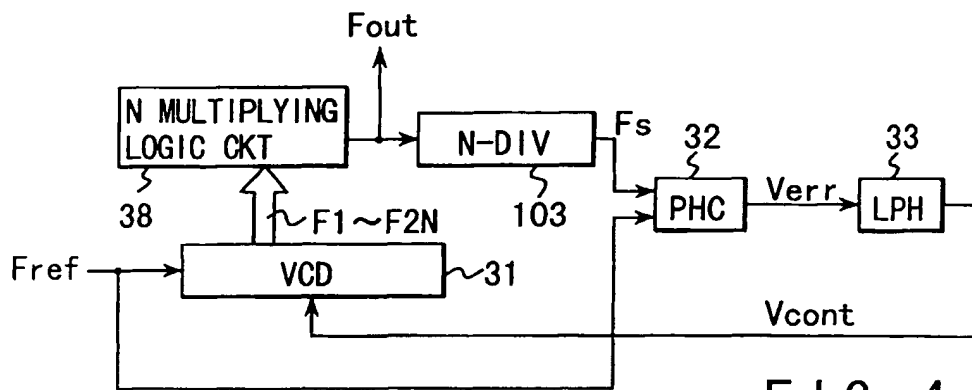 Fout
N MULTIPLYING
LOGIC CKT
38
N-DIV
103
Fs
32
PHC
Verr
33
LPH
F1～F2N
Fref
VCD
31
Vcont